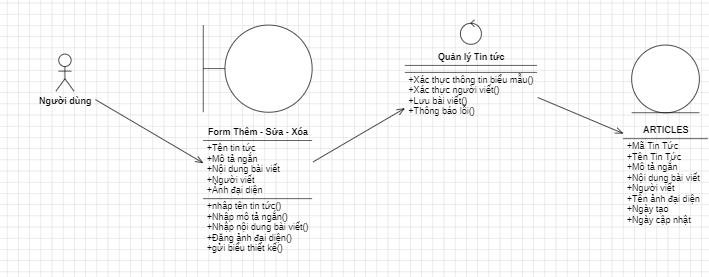 Người dùng
Form Thêm - Sửa - Xóa
+Tên tin tức
+Mô tả ngắn
+Nội dung bài viết
+Người viết
+Ảnh đại diện
+nhập tên tin tức()
+Nhập mô tả ngắn()
+Nhập nội dung bài viết()
+Đăng ảnh đại diện()
+gửi biểu thiết kế()
Quản lý Tin tức
+Xác thực thông tin biểu mẫu()
+Xác thực người viết()
+Lưu bài viết()
+Thông báo lỗi()
ARTICLES
+Mã Tin Tức
+Tên Tin Tức
+Mô tả ngắn
+Nội dung bài viết
+Người viết
+Tên ảnh đại diện
+Ngày tạo
+Ngày cập nhật